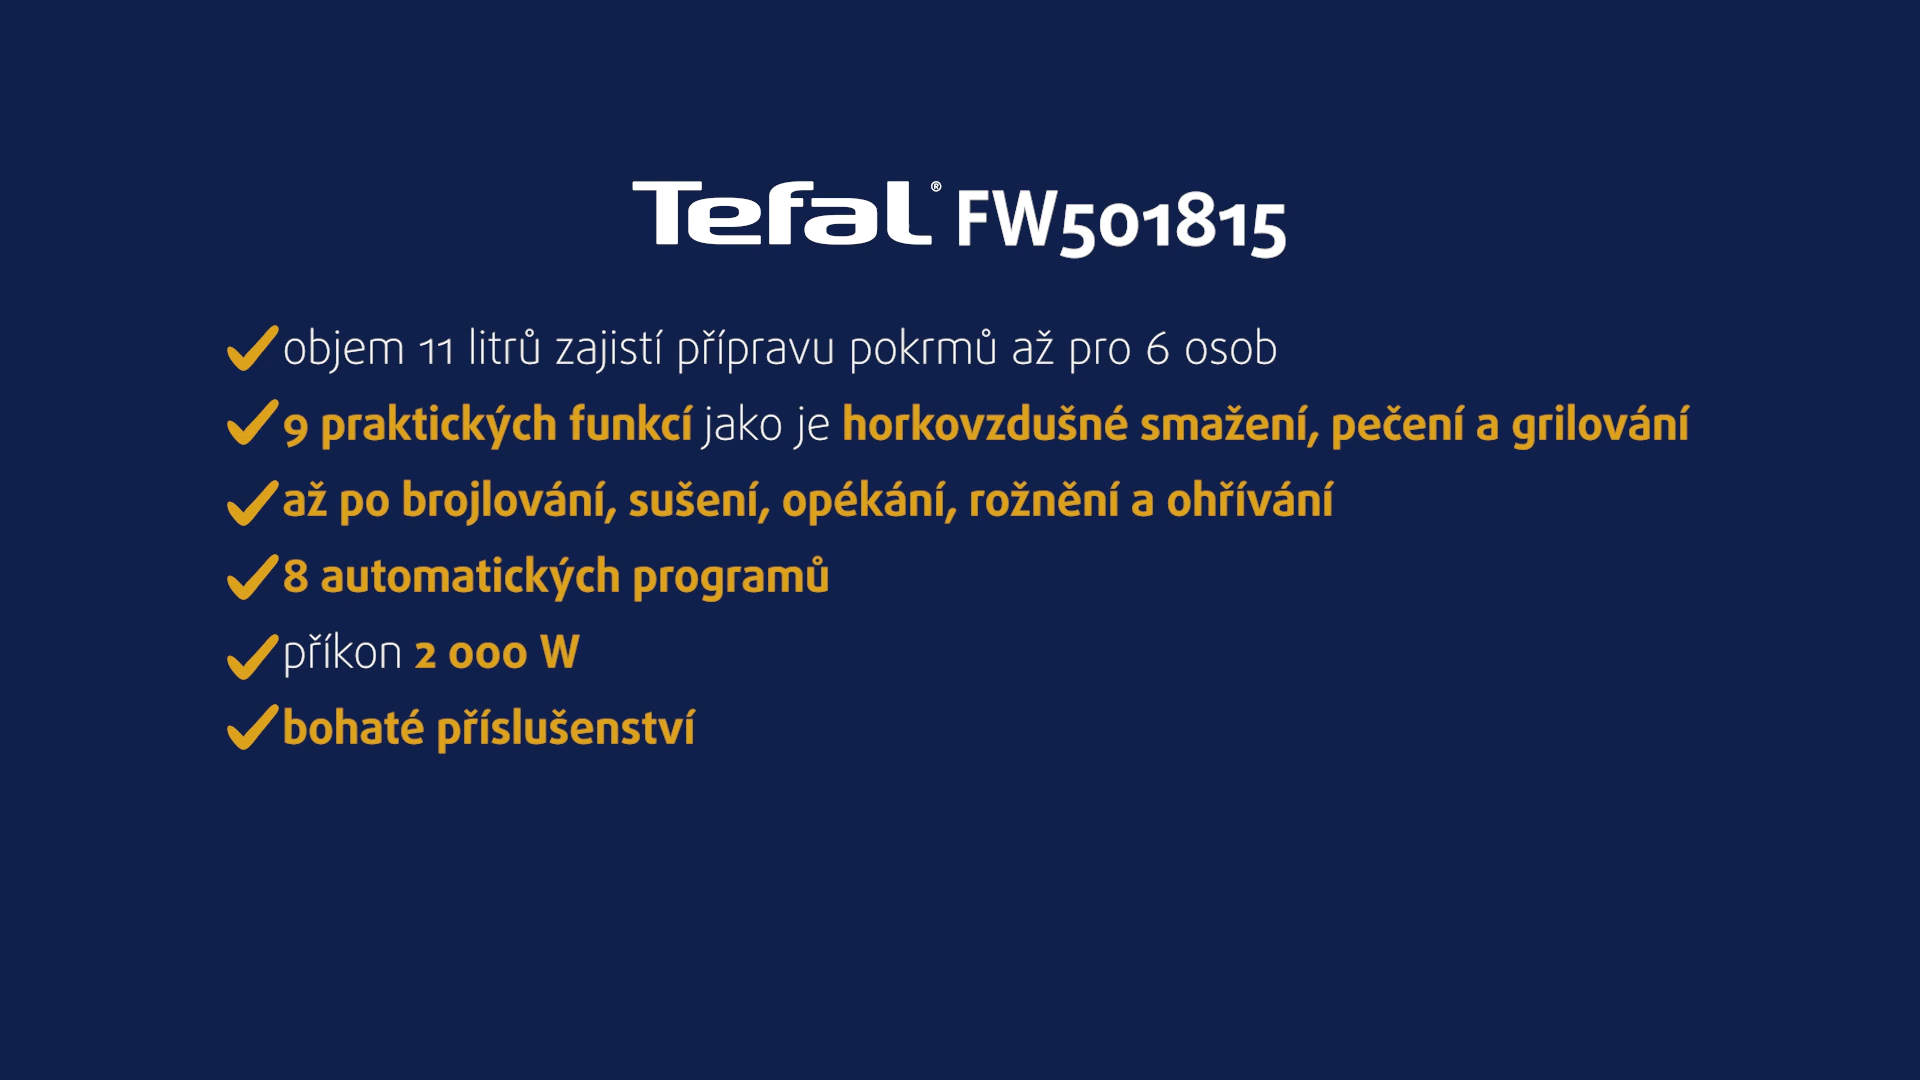 Tefal® FW501815
objem 11 litrů zajistí přípravu pokrmů až pro 6 osob
9 praktických funkcí jako je horkovzdušné smažení, pečení a grilování
až po brojlování, sušení, opékání, rožnění a ohřívání
8 automatických programů
příkon 2 000 W
bohaté příslušenství